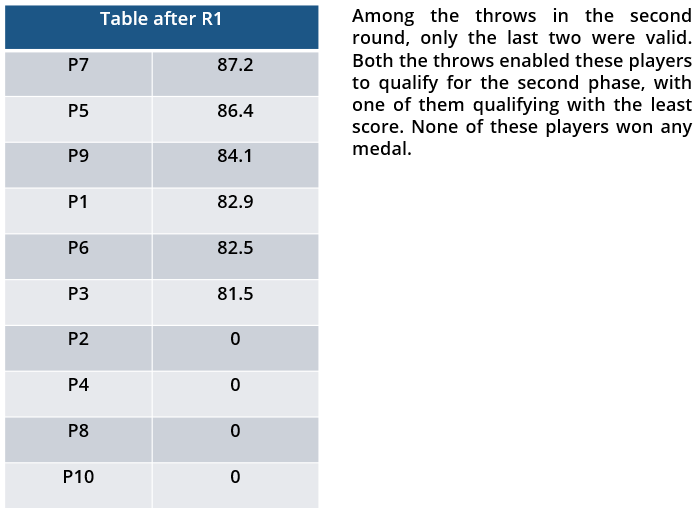 Table after R1
P7 87.2
P5 86.4
P9 84.1
P1 82.9
P6 82.5
P3 81.5
P2 0
P4 0
P8 0
P10 0
Among the throws in the second
round, only the last two were valid.
Both the throws enabled these players
to qualify for the second phase, with
one of them qualifying with the least
score. None of these players won any
medal.